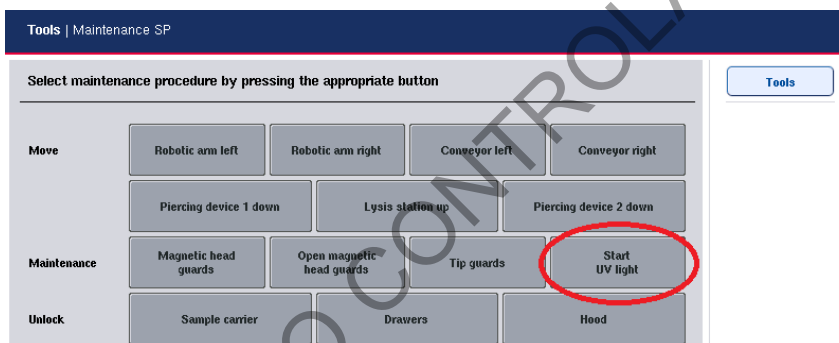 Tools | Maintenance SP
Select maintenance procedure by pressing the appropriate button
Tools
Move
Robotic arm left
Robotic arm right
Conveyor left
Conveyor right
Piercing device 1 down
Lysis station up
Piercing device 2 down
Maintenance
Magnetic head
guards
Open magnetic
head guards
Tip guards
Start
UV light
Unlock
Sample carrier
Drawers
Hood
O CONTROLA